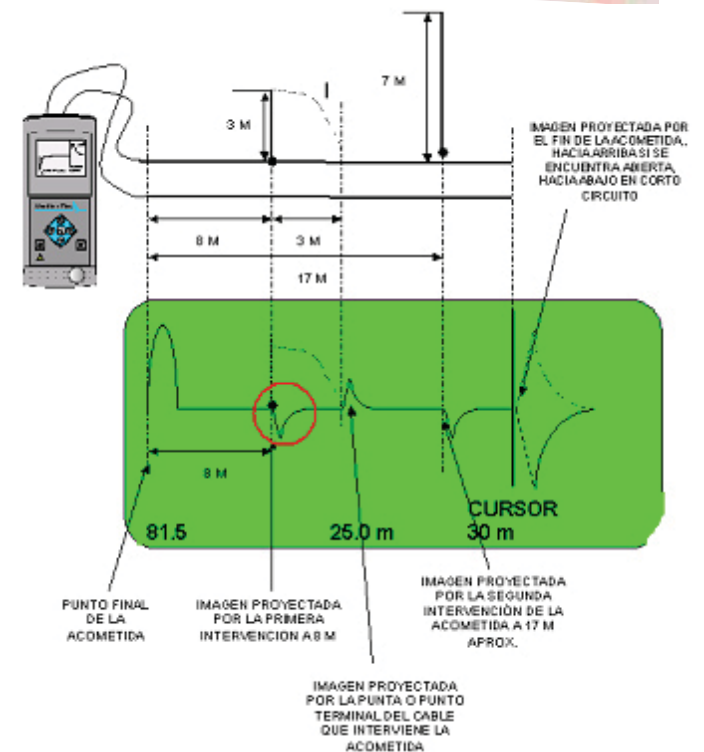 7 M
3 M
IMAGEN PROYECTADA POR
EL FIN DE LA ACOMETIDA,
HACIA ARRIBA SI SE
ENCUENTRA ABIERTA,
HACIA ABAJO EN CORTO
CIRCUITO
8 M
3 M
17 M
8 M
CURSOR
81.5
25.0 m
30 m
PUNTO FINAL
DE LA
ACOMETIDA
IMAGEN PROYECTADA
POR LA PRIMERA
INTERVENCION A 8 M
IMAGEN PROYECTADA
POR LA SEGUNDA
INTERVENCIÓN DE LA
ACOMETIDA A 17 M
APROX.
IMAGEN PROYECTADA
POR LA PUNTA O PUNTO
TERMINAL DEL CABLE
QUE INTERVIENE LA
ACOMETIDA